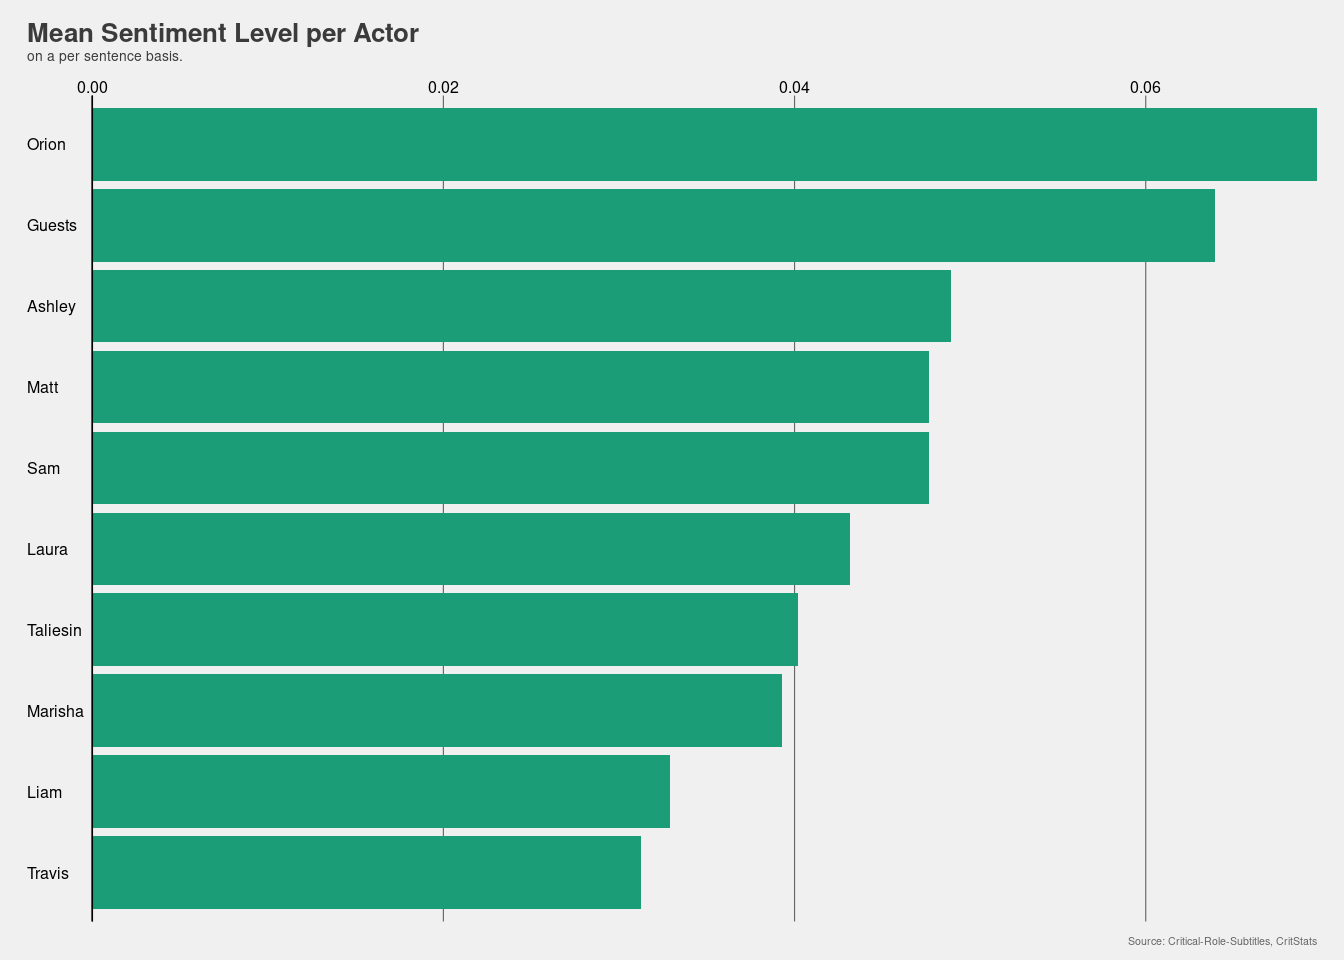 Mean Sentiment Level per Actor
on a per sentence basis.
0.00 0.02 0.04 0.06
Orion
Guests
Ashley
Matt
Sam
Laura
Taliesin
Marisha
Liam
Travis
Source: Critical-Role-Subtitles, CritStats